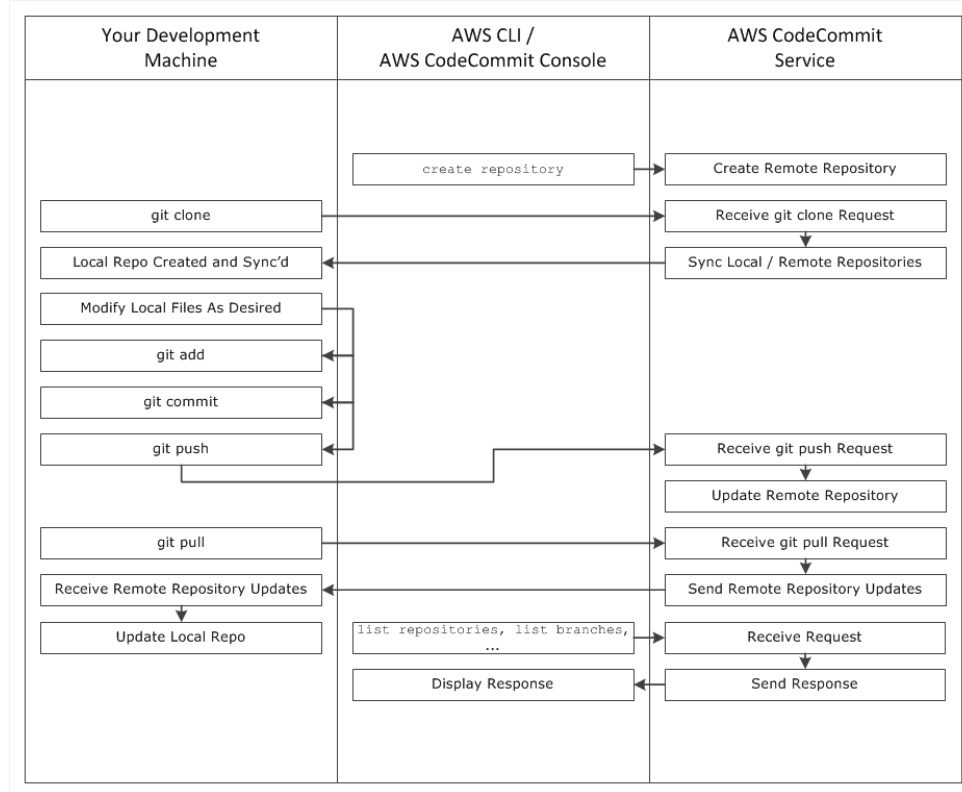 Your Development
Machine
AWS CLI /
AWS CodeCommit Console
AWS CodeCommit
Service
create repository
Create Remote Repository
git clone
Receive git clone Request
Local Repo Created and Sync'd
Sync Local / Remote Repositories
Modify Local Files As Desired
git add
git commit
git push
Receive git push Request
Update Remote Repository
git pull
Receive git pull Request
Receive Remote Repository Updates
Send Remote Repository Updates
Update Local Repo
list repositories, list branches,
...
Receive Request
Display Response
Send Response